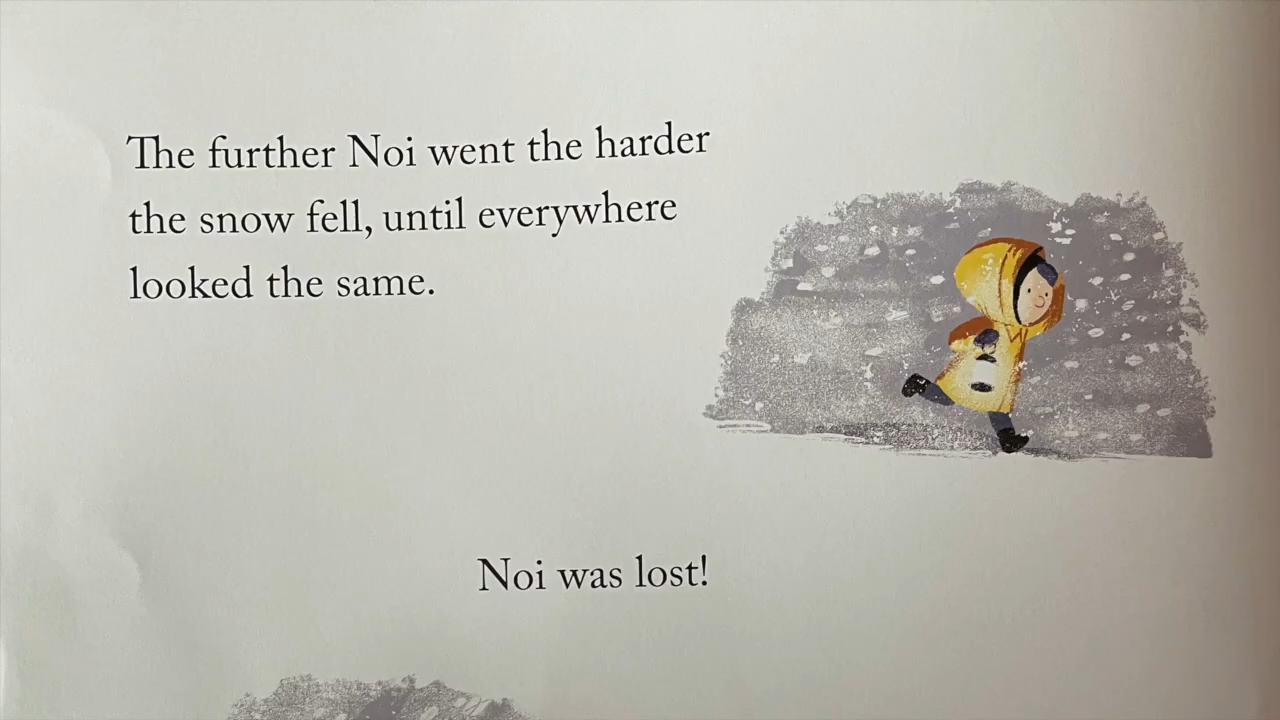 The further Noi went the harder
the snow fell, until everywhere
looked the same.
Noi was lost!